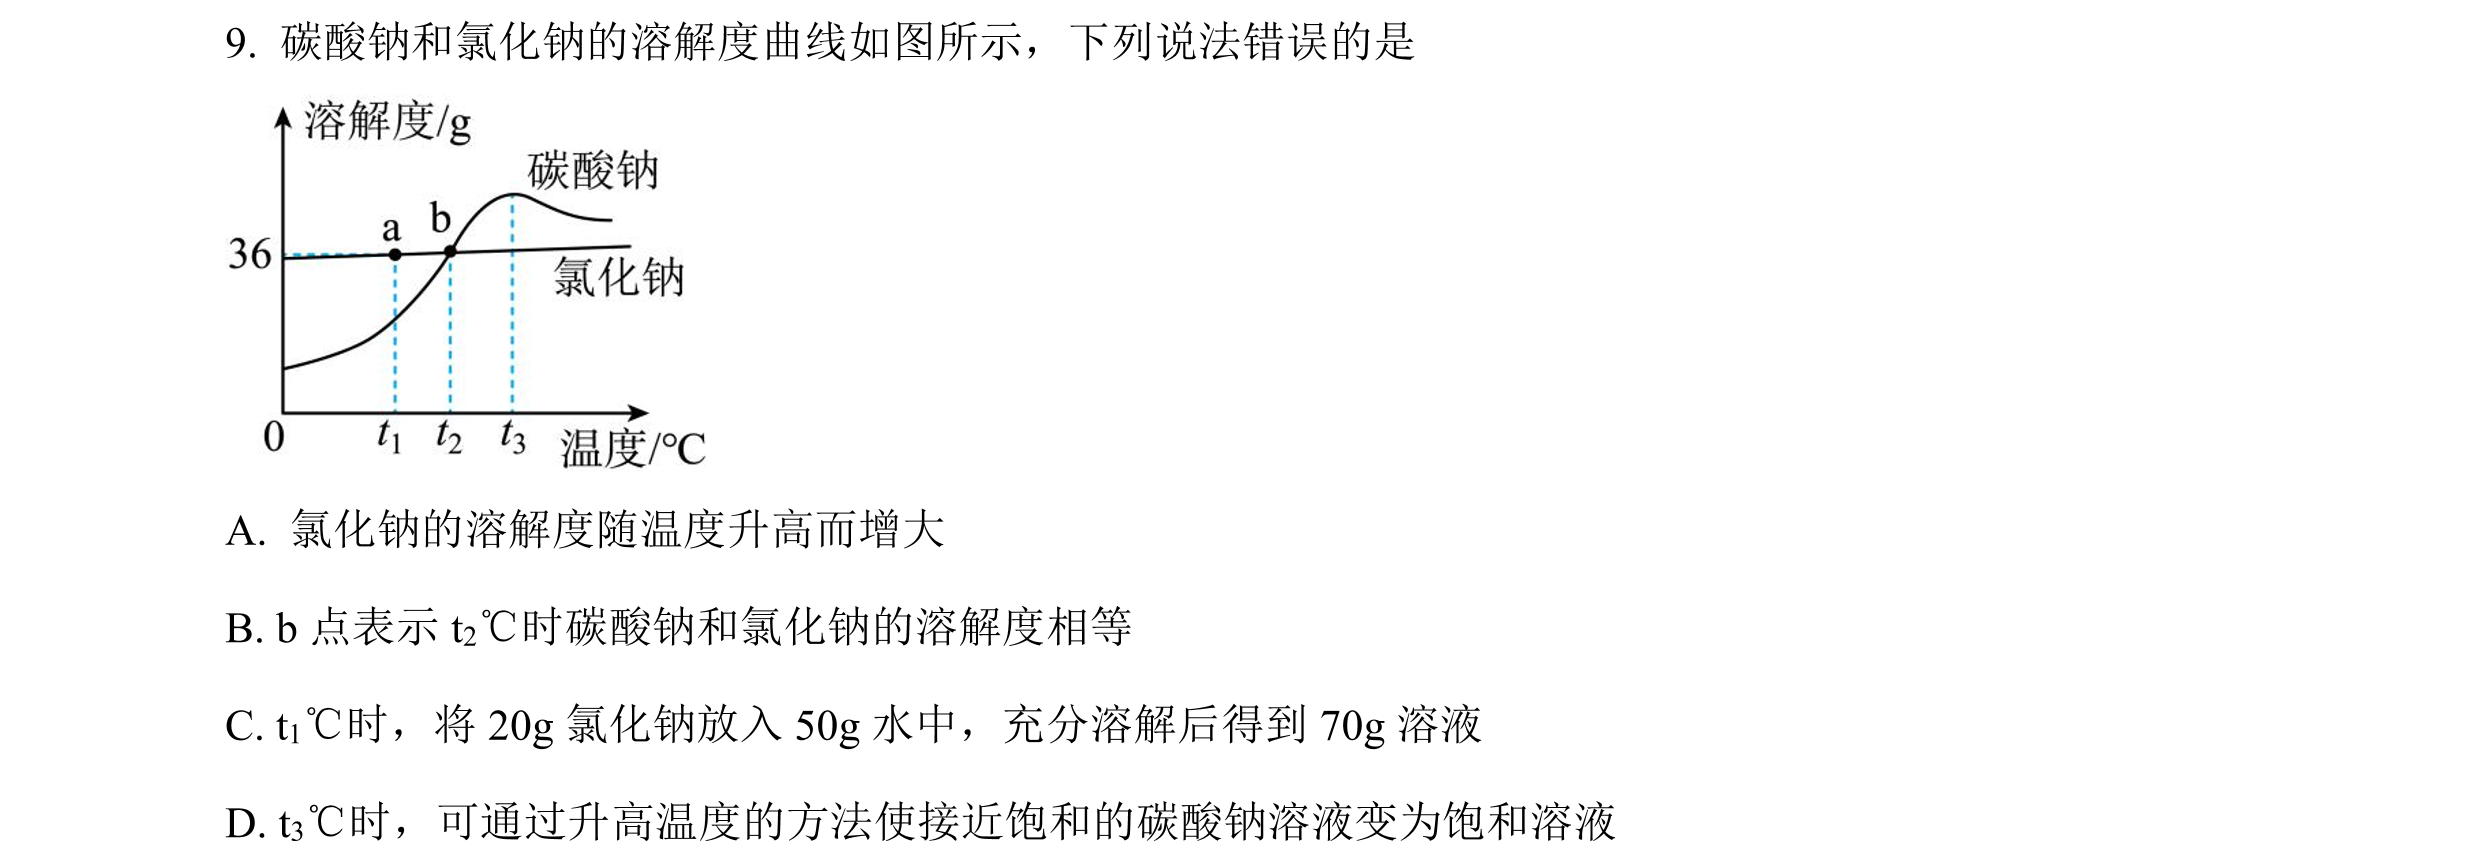 9. 碳酸钠和氯化钠的溶解度曲线如图所示，下列说法错误的是
溶解度/g
碳酸钠
a b
36
氯化钠
0 t₁ t₂ t₃ 温度/℃
A. 氯化钠的溶解度随温度升高而增大
B. b 点表示 t₂℃时碳酸钠和氯化钠的溶解度相等
C. t₁℃时，将 20g 氯化钠放入 50g 水中，充分溶解后得到 70g 溶液
D. t₃℃时，可通过升高温度的方法使接近饱和的碳酸钠溶液变为饱和溶液